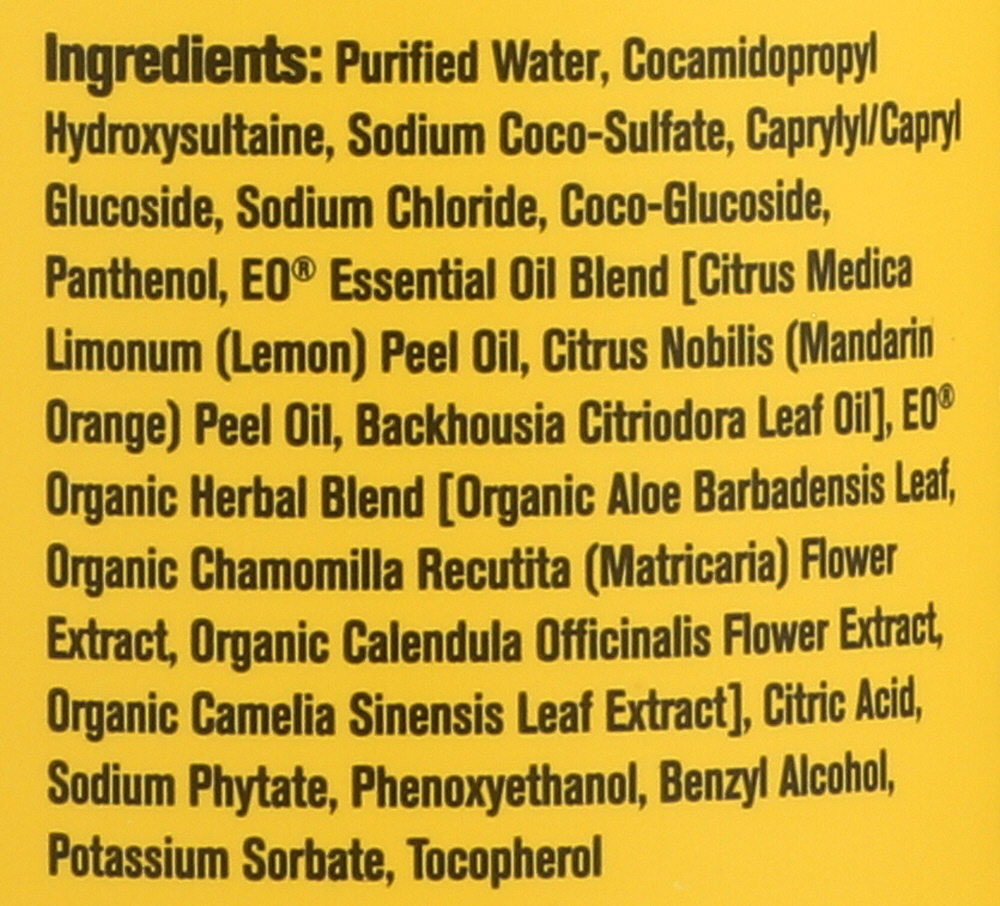 Ingredients: Purified Water, Cocamidopropyl
Hydroxysultaine, Sodium Coco-Sulfate, Caprylyl/Capryl
Glucoside, Sodium Chloride, Coco-Glucoside,
Panthenol, EO® Essential Oil Blend [Citrus Medica
Limonum (Lemon) Peel Oil, Citrus Nobilis (Mandarin
Orange) Peel Oil, Backhousia Citriodora Leaf Oil], EO®
Organic Herbal Blend [Organic Aloe Barbadensis Leaf,
Organic Chamomilla Recutita (Matricaria) Flower
Extract, Organic Calendula Officinalis Flower Extract,
Organic Camelia Sinensis Leaf Extract], Citric Acid,
Sodium Phytate, Phenoxyethanol, Benzyl Alcohol,
Potassium Sorbate, Tocopherol